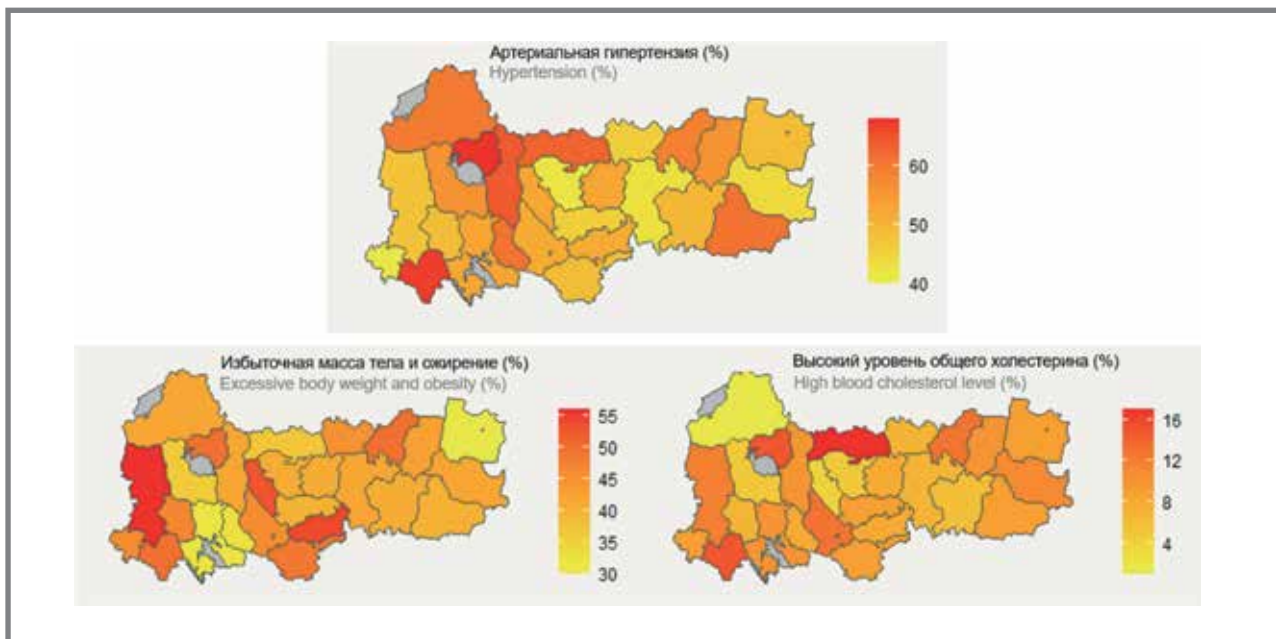 Артериальная гипертензия (%)
Hypertension (%)
60
50
40
Избыточная масса тела и ожирение (%)
Excessive body weight and obesity (%)
55
50
45
40
35
30
Высокий уровень общего холестерина (%)
High blood cholesterol level (%)
16
12
8
4